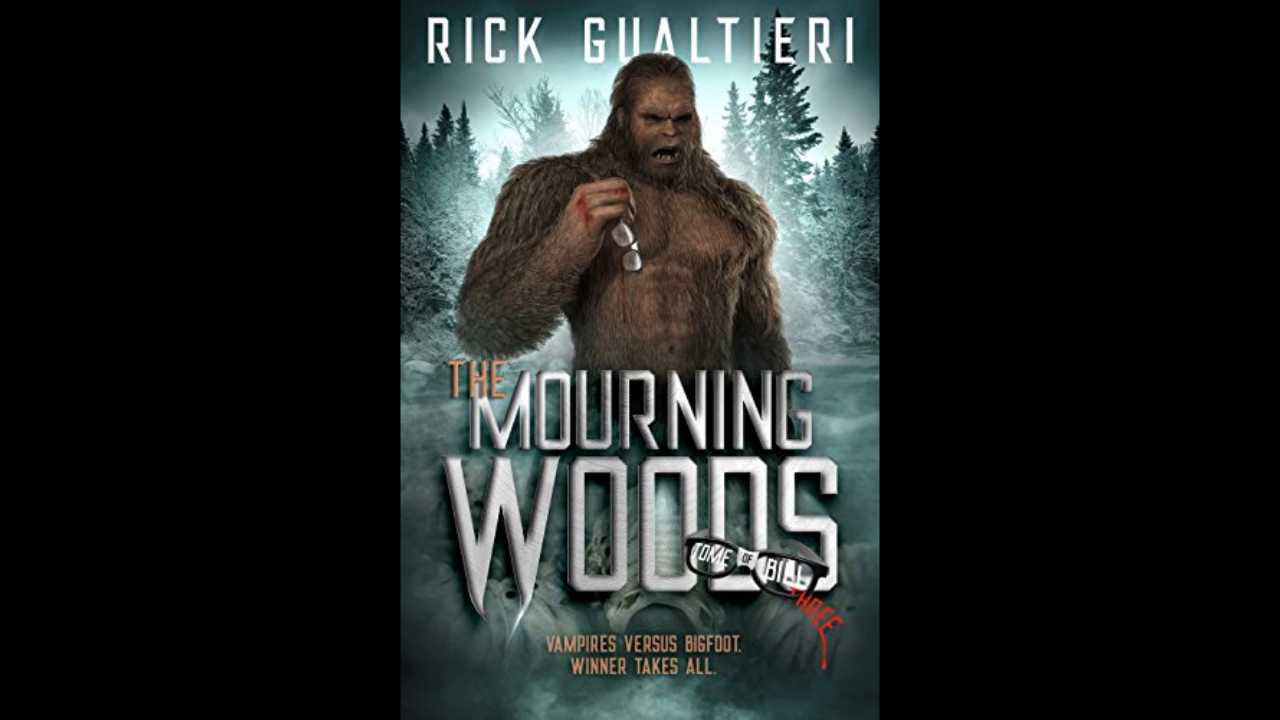 RICK GUALTIERI
THE
MOURNING
WOODS
TOME OF BILL
THREE
VAMPIRES VERSUS BIGFOOT.
WINNER TAKES ALL.